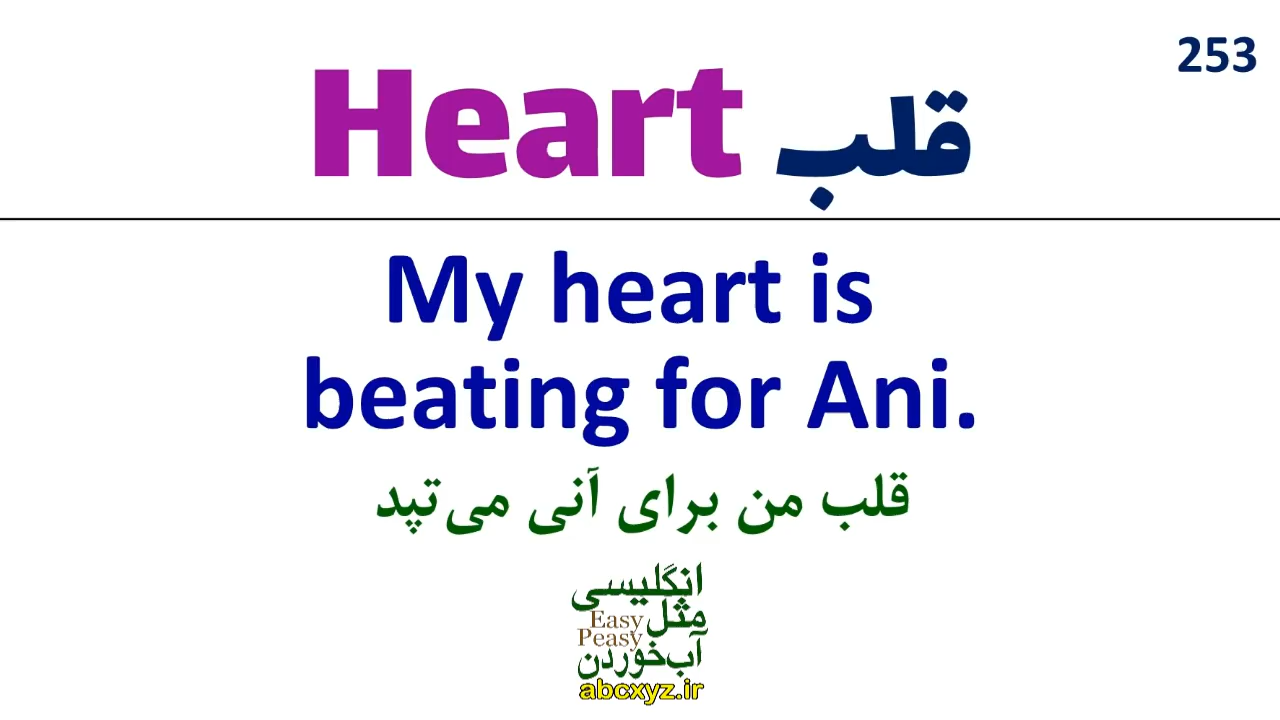 253
Heart قلب
My heart is
beating for Ani.
قلب من برای آنی می‌تپد
انگلیسی
مثل Easy
Peasy
آب‌خوردن
abcxyz.ir